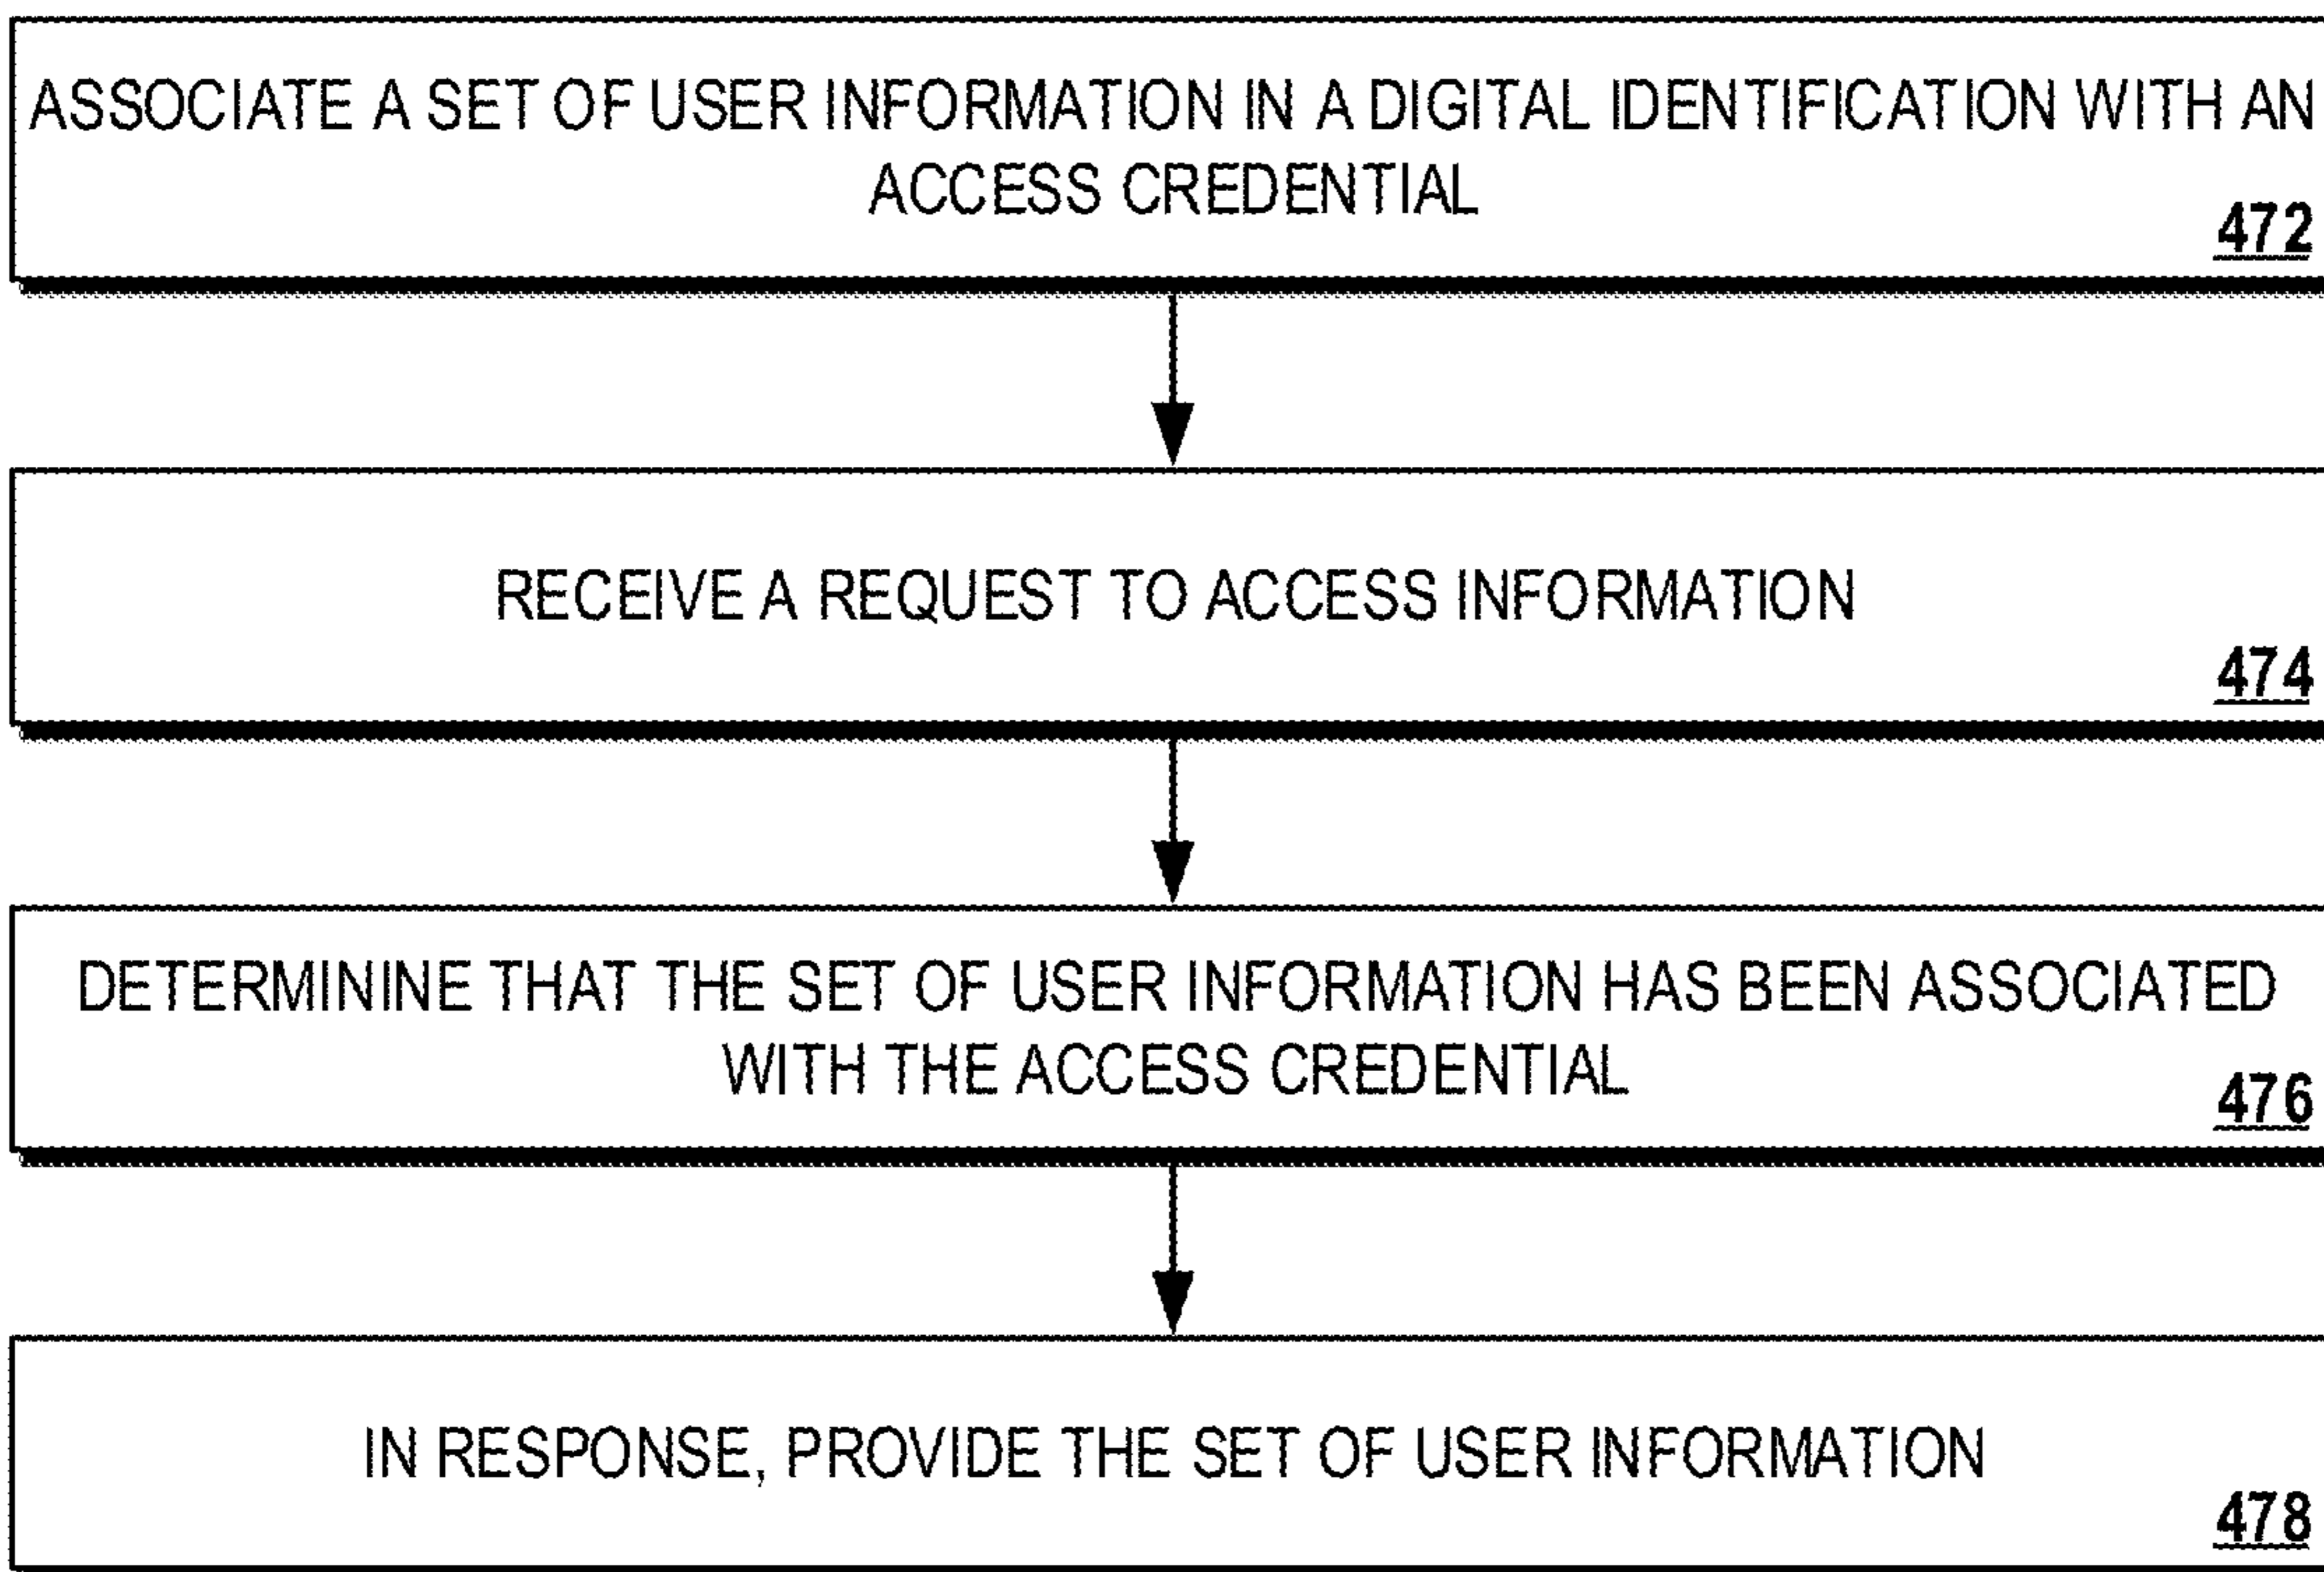 ASSOCIATE A SET OF USER INFORMATION IN A DIGITAL IDENTIFICATION WITH AN
ACCESS CREDENTIAL
472
RECEIVE A REQUEST TO ACCESS INFORMATION
474
DETERMININE THAT THE SET OF USER INFORMATION HAS BEEN ASSOCIATED
WITH THE ACCESS CREDENTIAL
476
IN RESPONSE, PROVIDE THE SET OF USER INFORMATION
478